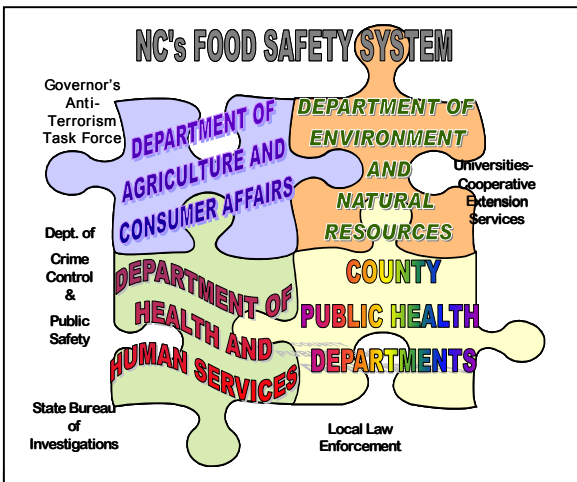 NC's FOOD SAFETY SYSTEM
Governor's
Anti-
Terrorism
Task Force
DEPARTMENT OF
AGRICULTURE AND
CONSUMER AFFAIRS
DEPARTMENT OF
ENVIRONMENT
AND
NATURAL
RESOURCES
Universities-
Cooperative
Extension
Services
Dept. of
Crime
Control
&
Public
Safety
DEPARTMENT OF
HEALTH AND
HUMAN SERVICES
COUNTY
PUBLIC HEALTH
DEPARTMENTS
State Bureau
of
Investigations
Local Law
Enforcement